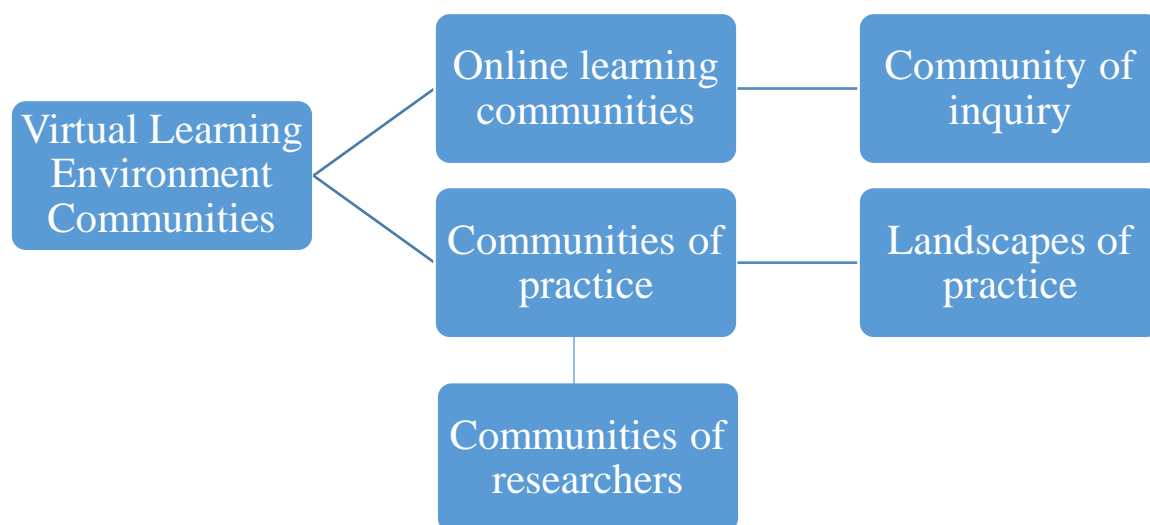 Virtual Learning
Environment
Communities
Online learning
communities
Community of
inquiry
Communities of
practice
Landscapes of
practice
Communities of
researchers